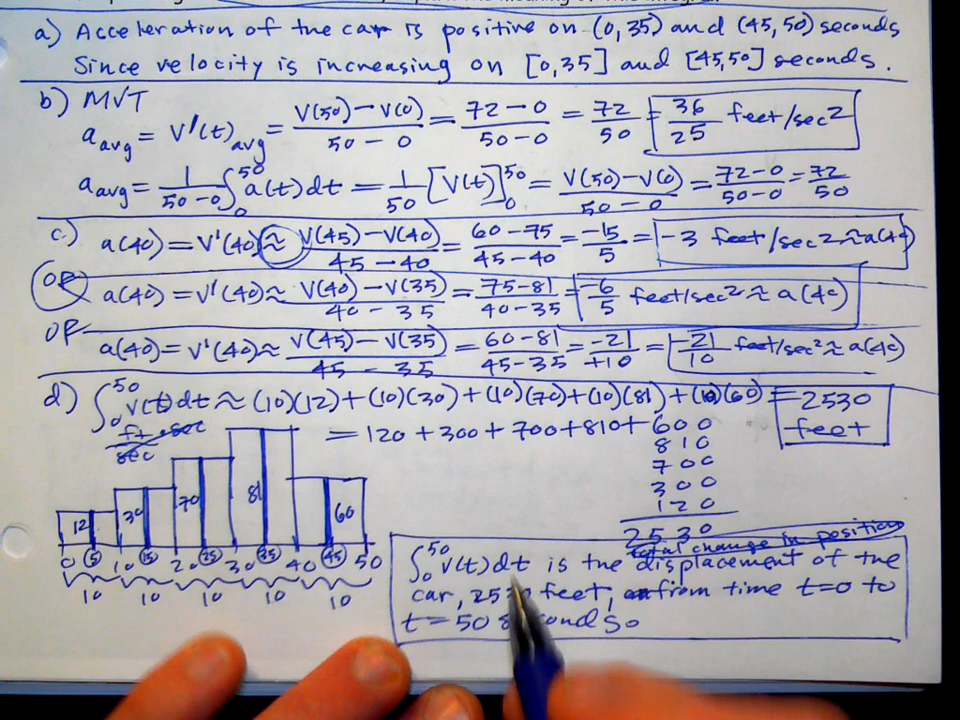 a) Acceleration of the car is positive on (0,35) and (45,50) seconds
Since velocity is increasing on [0,35] and [45,50] seconds.
b) MVT
a avg = V'(t) avg = V(50)-V(0) / 50-0 = 72-0 / 50-0 = 72/50 = 36/25 feet/sec²
a avg = 1/50-0 ∫₀⁵⁰ a(t)dt = 1/50 [V(t)]₀⁵⁰ = V(50)-V(0) / 50-0 = 72-0 / 50-0 = 72/50
c) a(40) = V'(40) ≈ V(45)-V(40) / 45-40 = 60-75 / 45-40 = -15/5 = -3 feet/sec² ≈ a(40)
OR a(40) = V'(40) ≈ V(40)-V(35) / 40-35 = 75-81 / 40-35 = -6/5 feet/sec² ≈ a(40)
OR a(40) = V'(40) ≈ V(45)-V(35) / 45-35 = 60-81 / 45-35 = -21/+10 = -21/10 feet/sec² ≈ a(40)
d) ∫₀⁵⁰ V(t)dt ≈ (10)(12)+(10)(30)+(10)(70)+(10)(81)+(10)(60) = 2530 feet
ft/sec · sec
= 120+300+700+810+600
810
700
300
120
2530
12 30 70 81 60
0 5 10 15 20 25 30 35 40 45 50
10 10 10 10 10
total change in position
∫₀⁵⁰ V(t)dt is the displacement of the
car, 2530 feet, from time t=0 to
t=50 seconds.